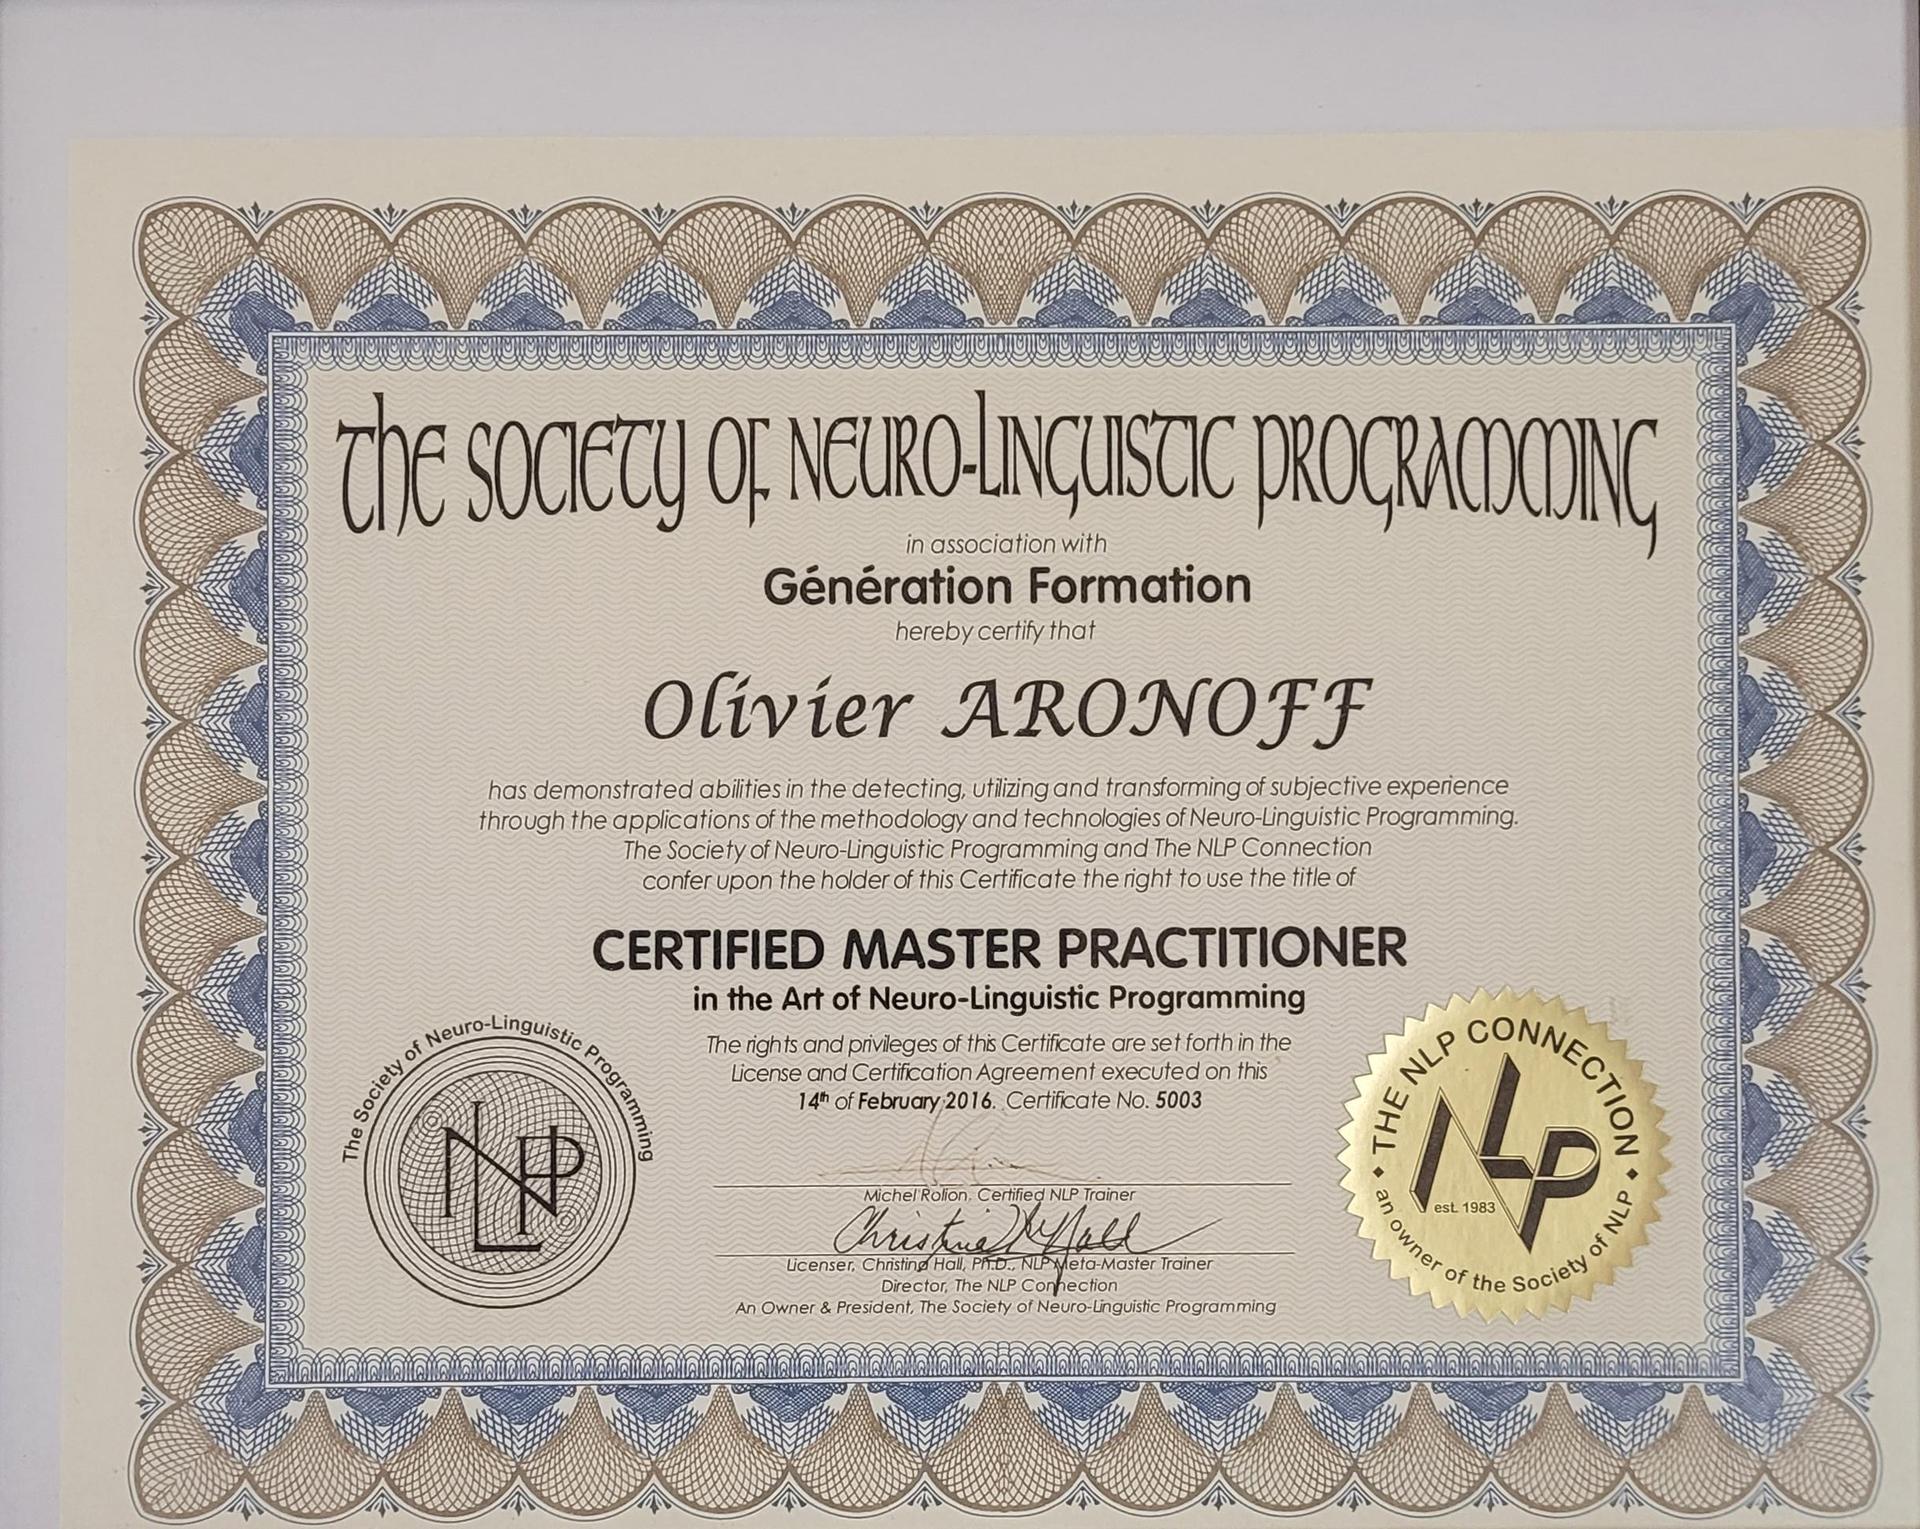 The Society of Neuro-Linguistic Programming
in association with
Génération Formation
hereby certify that
Olivier ARONOFF
has demonstrated abilities in the detecting, utilizing and transforming of subjective experience
through the applications of the methodology and technologies of Neuro-Linguistic Programming.
The Society of Neuro-Linguistic Programming and The NLP Connection
confer upon the holder of this Certificate the right to use the title of
CERTIFIED MASTER PRACTITIONER
in the Art of Neuro-Linguistic Programming
The rights and privileges of this Certificate are set forth in the
License and Certification Agreement executed on this
14th of February 2016. Certificate No. 5003
Michel Rolion, Certified NLP Trainer
Christina Hall
Licenser, Christina Hall, Ph.D., NLP Meta-Master Trainer
Director, The NLP Connection
An Owner & President, The Society of Neuro-Linguistic Programming
The Society of Neuro-Linguistic Programming
NLP
THE NLP CONNECTION
NLP
est. 1983
an owner of the Society of NLP